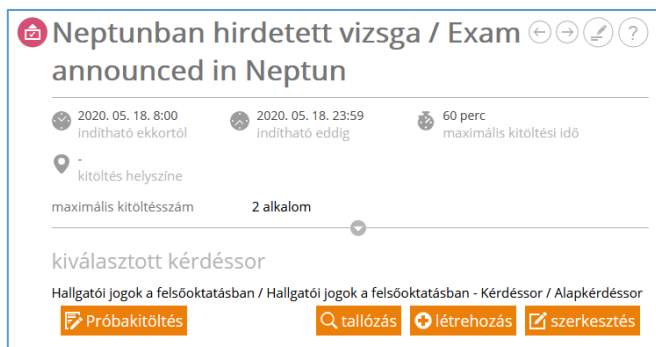 Neptunban hirdetett vizsga / Exam
announced in Neptun
2020. 05. 18. 8:00
indítható ekkortól
2020. 05. 18. 23:59
indítható eddig
60 perc
maximális kitöltési idő
-
kitöltés helyszíne
maximális kitöltésszám 2 alkalom
kiválasztott kérdéssor
Hallgatói jogok a felsőoktatásban / Hallgatói jogok a felsőoktatásban - Kérdéssor / Alapkérdéssor
Próbakitöltés tallózás létrehozás szerkesztés